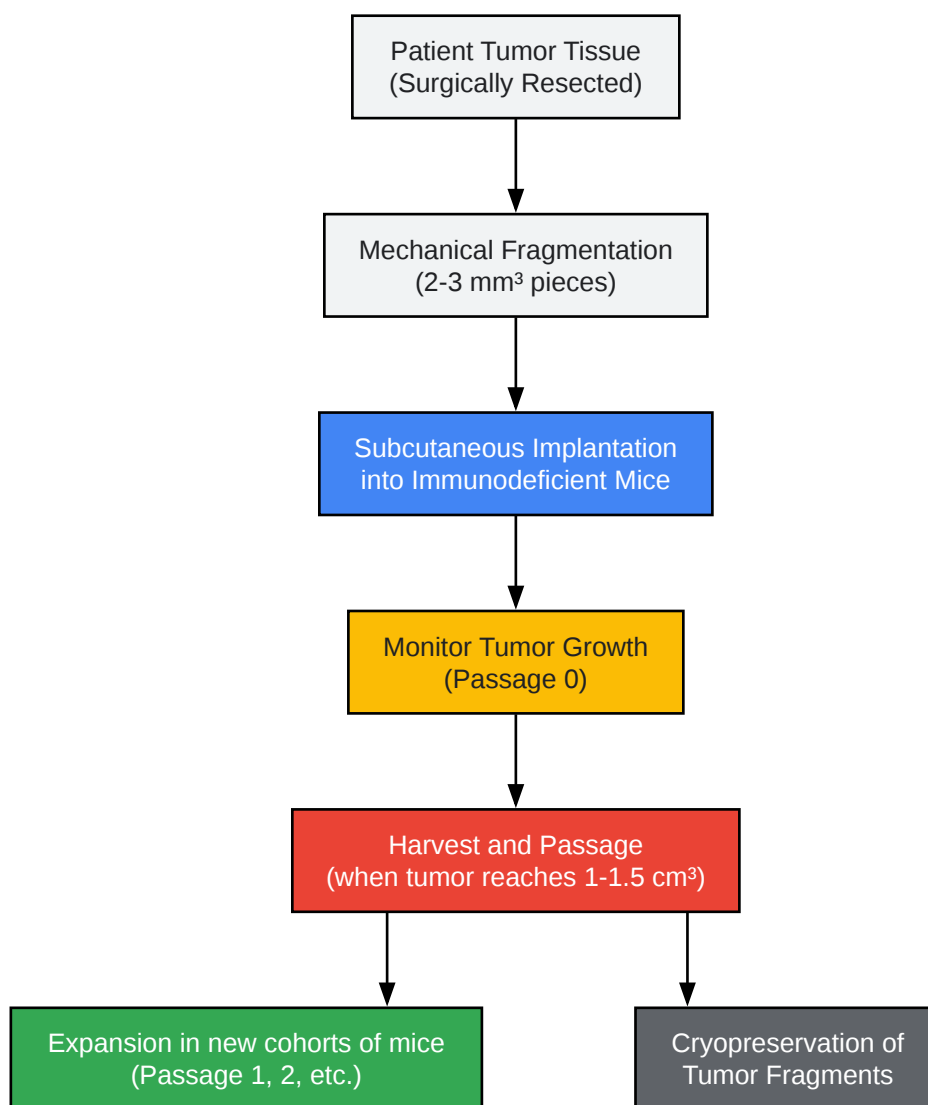 Patient Tumor Tissue
(Surgically Resected)
Mechanical Fragmentation
(2-3 mm³ pieces)
Subcutaneous Implantation
into Immunodeficient Mice
Monitor Tumor Growth
(Passage 0)
Harvest and Passage
(when tumor reaches 1-1.5 cm³)
Expansion in new cohorts of mice
(Passage 1, 2, etc.)
Cryopreservation of
Tumor Fragments